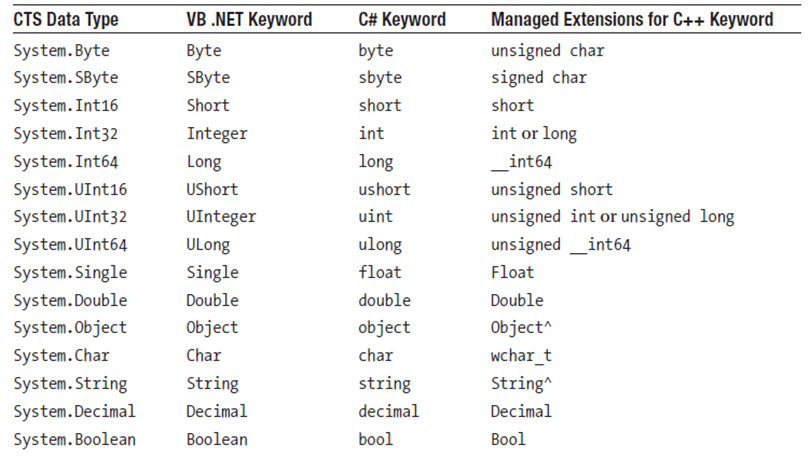 CTS Data Type VB .NET Keyword C# Keyword Managed Extensions for C++ Keyword
System.Byte Byte byte unsigned char
System.SByte SByte sbyte signed char
System.Int16 Short short short
System.Int32 Integer int int or long
System.Int64 Long long __int64
System.UInt16 UShort ushort unsigned short
System.UInt32 UInteger uint unsigned int or unsigned long
System.UInt64 ULong ulong unsigned __int64
System.Single Single float Float
System.Double Double double Double
System.Object Object object Object^
System.Char Char char wchar_t
System.String String string String^
System.Decimal Decimal decimal Decimal
System.Boolean Boolean bool Bool